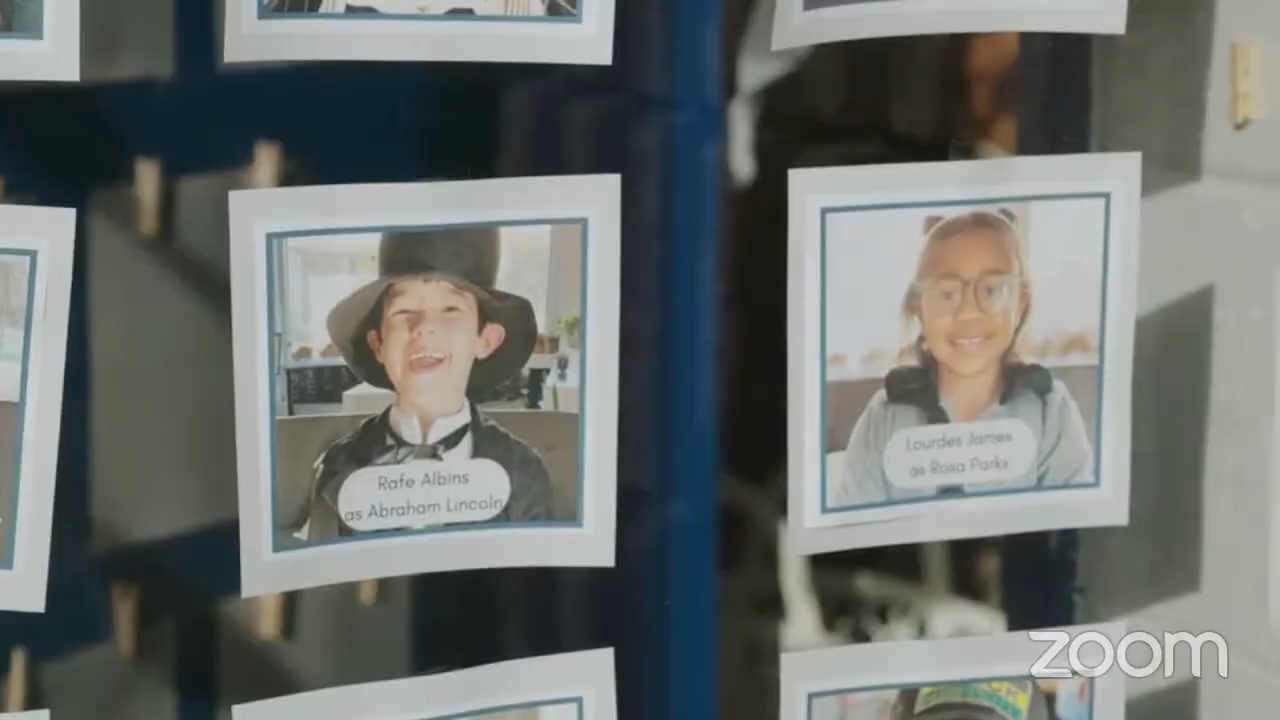 Rafe Albins
as Abraham Lincoln
Lourdes James
as Rosa Parks
zoom